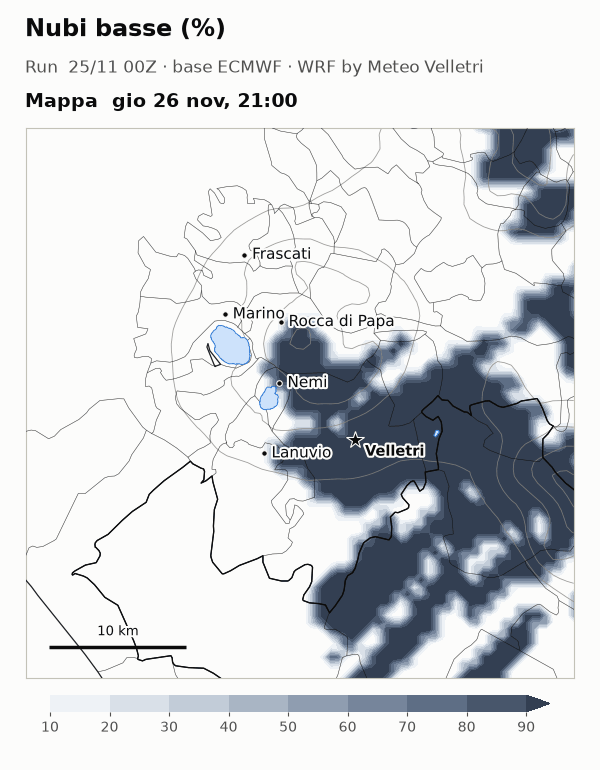 Nubi basse (%)
Run  25/11 00Z · base ECMWF · WRF by Meteo Velletri
Mappa  gio 26 nov, 21:00
Frascati
Marino
Rocca di Papa
Nemi
Velletri
Lanuvio
10 km
10 20 30 40 50 60 70 80 90